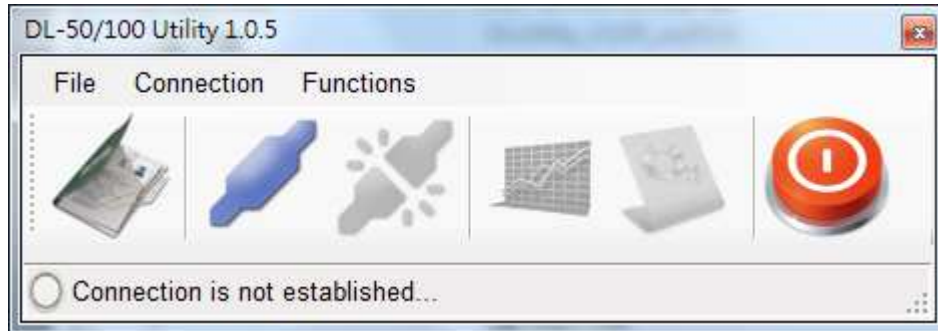 DL-50/100 Utility 1.0.5
File Connection Functions
Connection is not established...